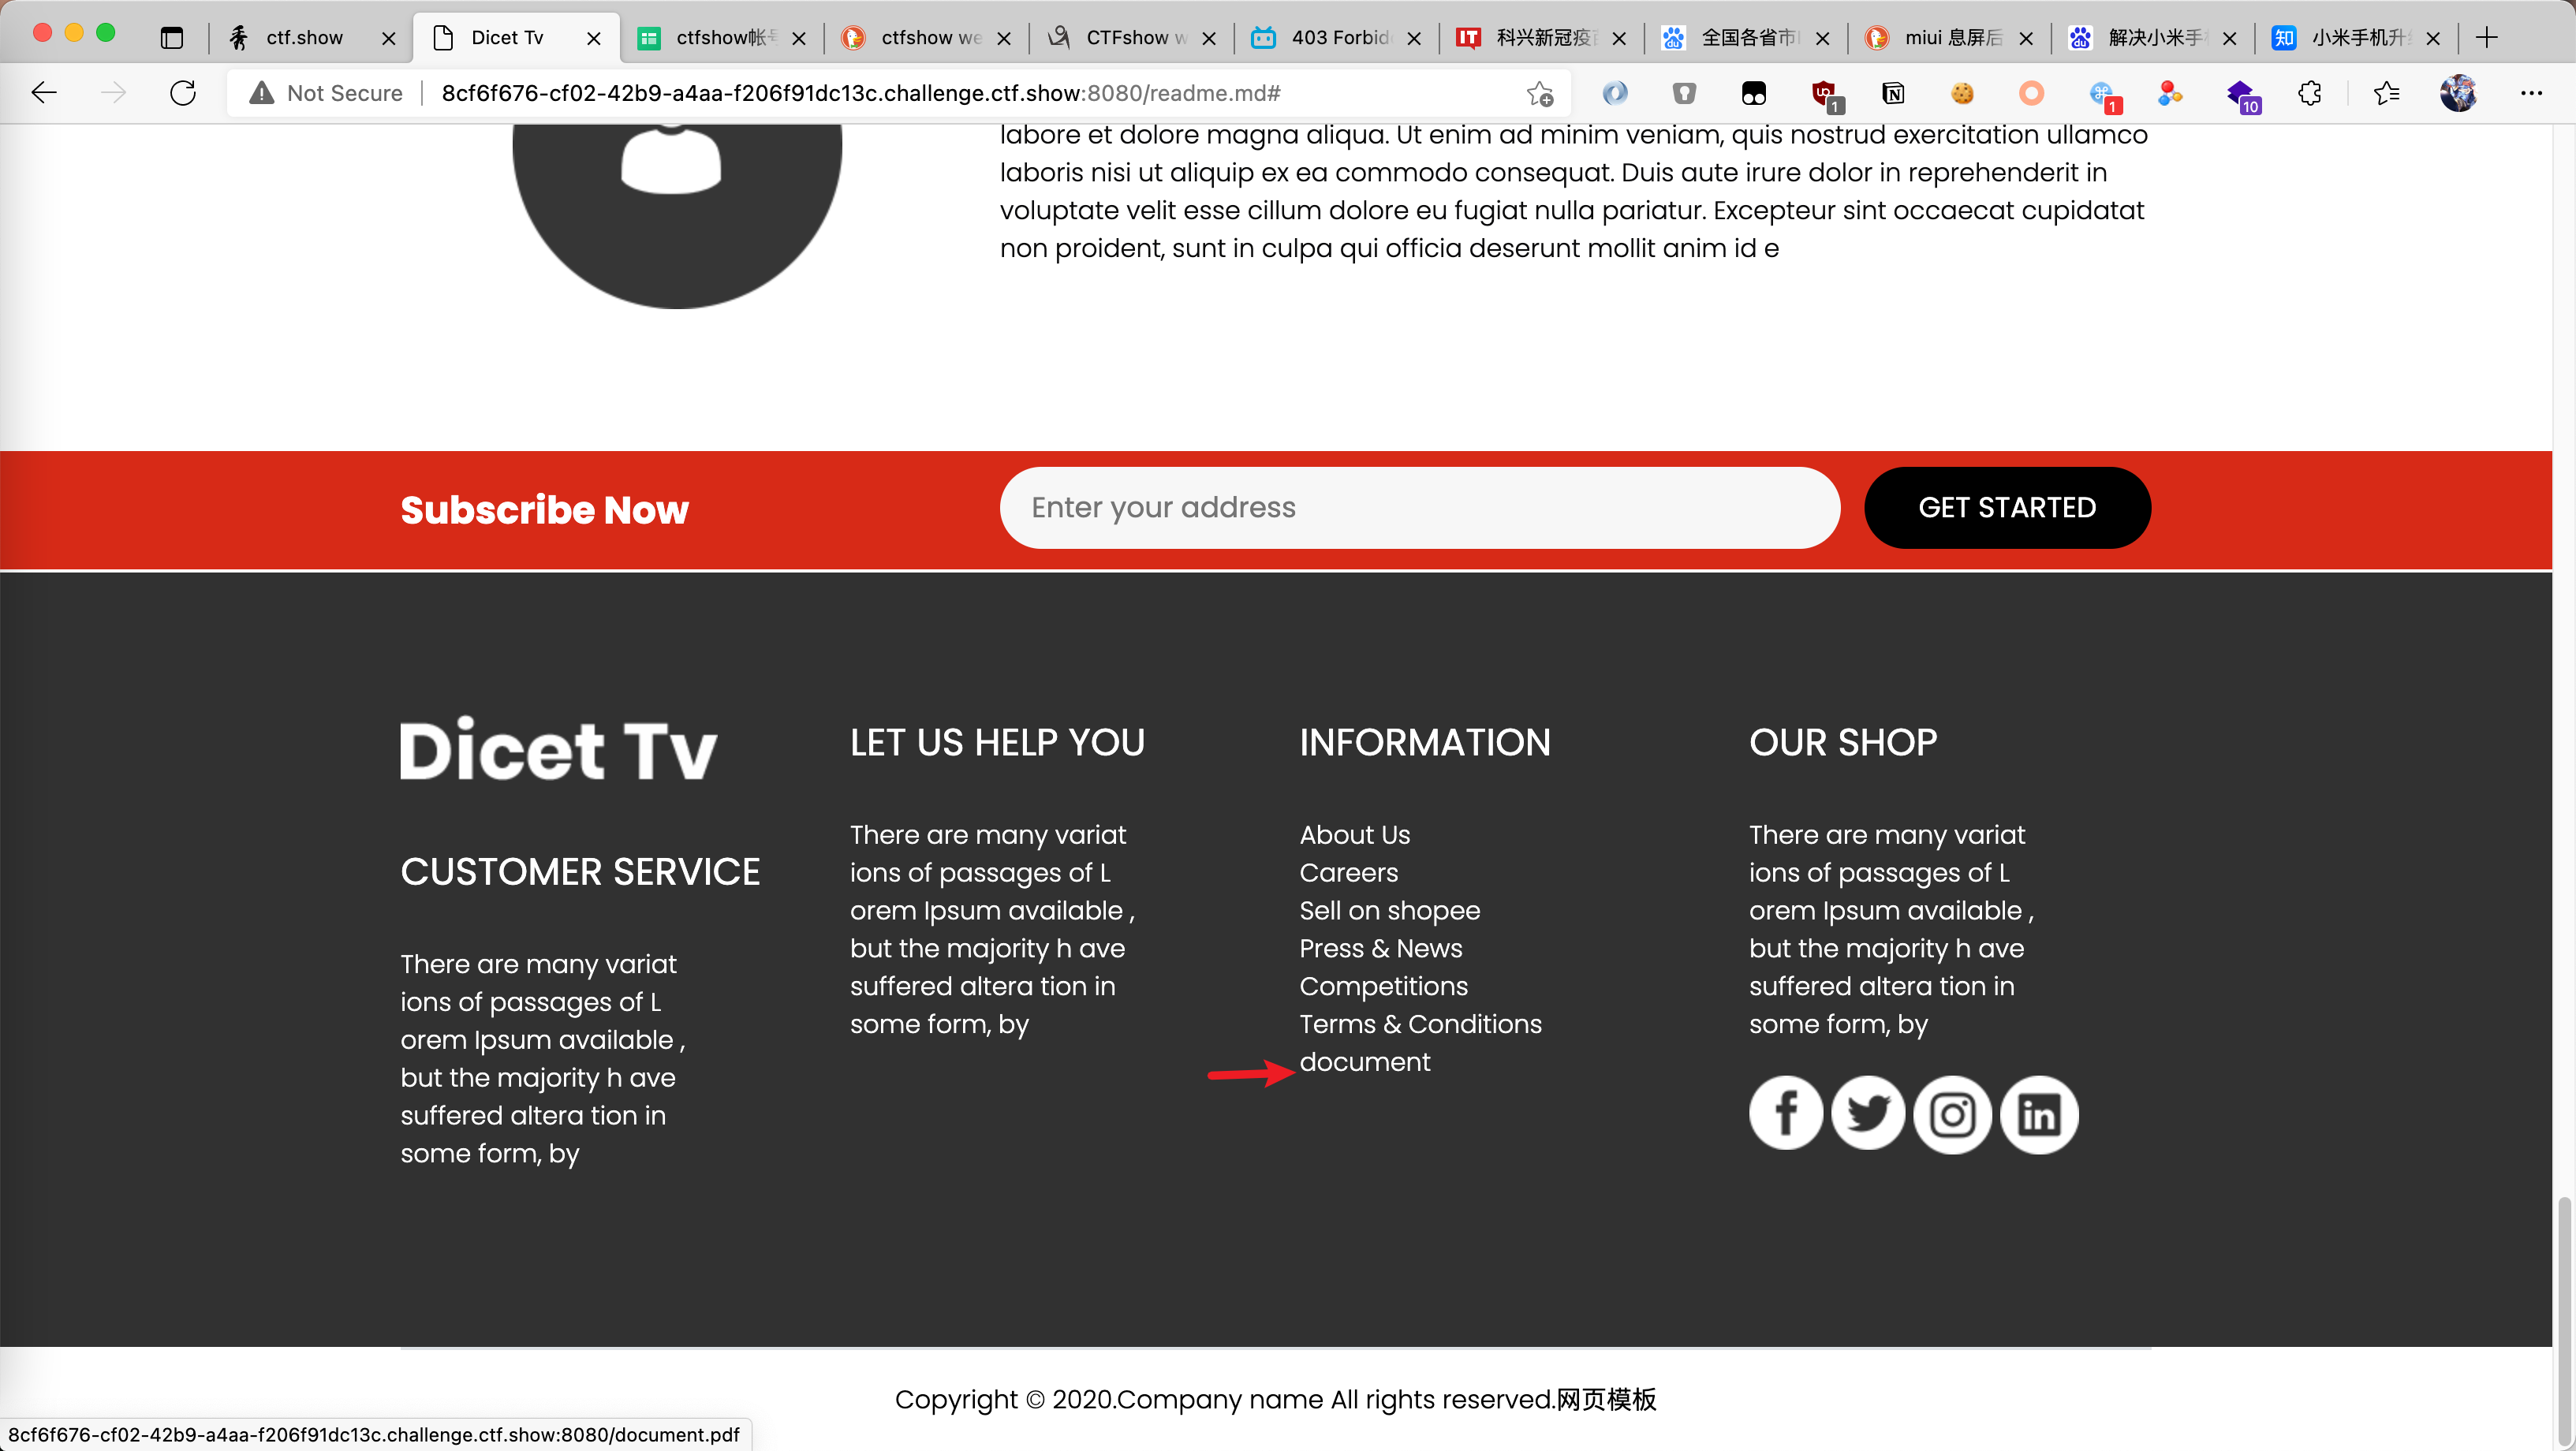 ctf.show
Dicet Tv
ctfshow帐号
ctfshow we
CTFshow w
403 Forbid
科兴新冠疫苗
全国各省市
miui 息屏后
解决小米手
小米手机升
Not Secure
8cf6f676-cf02-42b9-a4aa-f206f91dc13c.challenge.ctf.show:8080/readme.md#
1
1
10
labore et dolore magna aliqua. Ut enim ad minim veniam, quis nostrud exercitation ullamco
laboris nisi ut aliquip ex ea commodo consequat. Duis aute irure dolor in reprehenderit in
voluptate velit esse cillum dolore eu fugiat nulla pariatur. Excepteur sint occaecat cupidatat
non proident, sunt in culpa qui officia deserunt mollit anim id e
Subscribe Now
Enter your address
GET STARTED
Dicet Tv
CUSTOMER SERVICE
There are many variat
ions of passages of L
orem Ipsum available ,
but the majority h ave
suffered altera tion in
some form, by
LET US HELP YOU
There are many variat
ions of passages of L
orem Ipsum available ,
but the majority h ave
suffered altera tion in
some form, by
INFORMATION
About Us
Careers
Sell on shopee
Press & News
Competitions
Terms & Conditions
document
OUR SHOP
There are many variat
ions of passages of L
orem Ipsum available ,
but the majority h ave
suffered altera tion in
some form, by
Copyright © 2020.Company name All rights reserved.网页模板
8cf6f676-cf02-42b9-a4aa-f206f91dc13c.challenge.ctf.show:8080/document.pdf